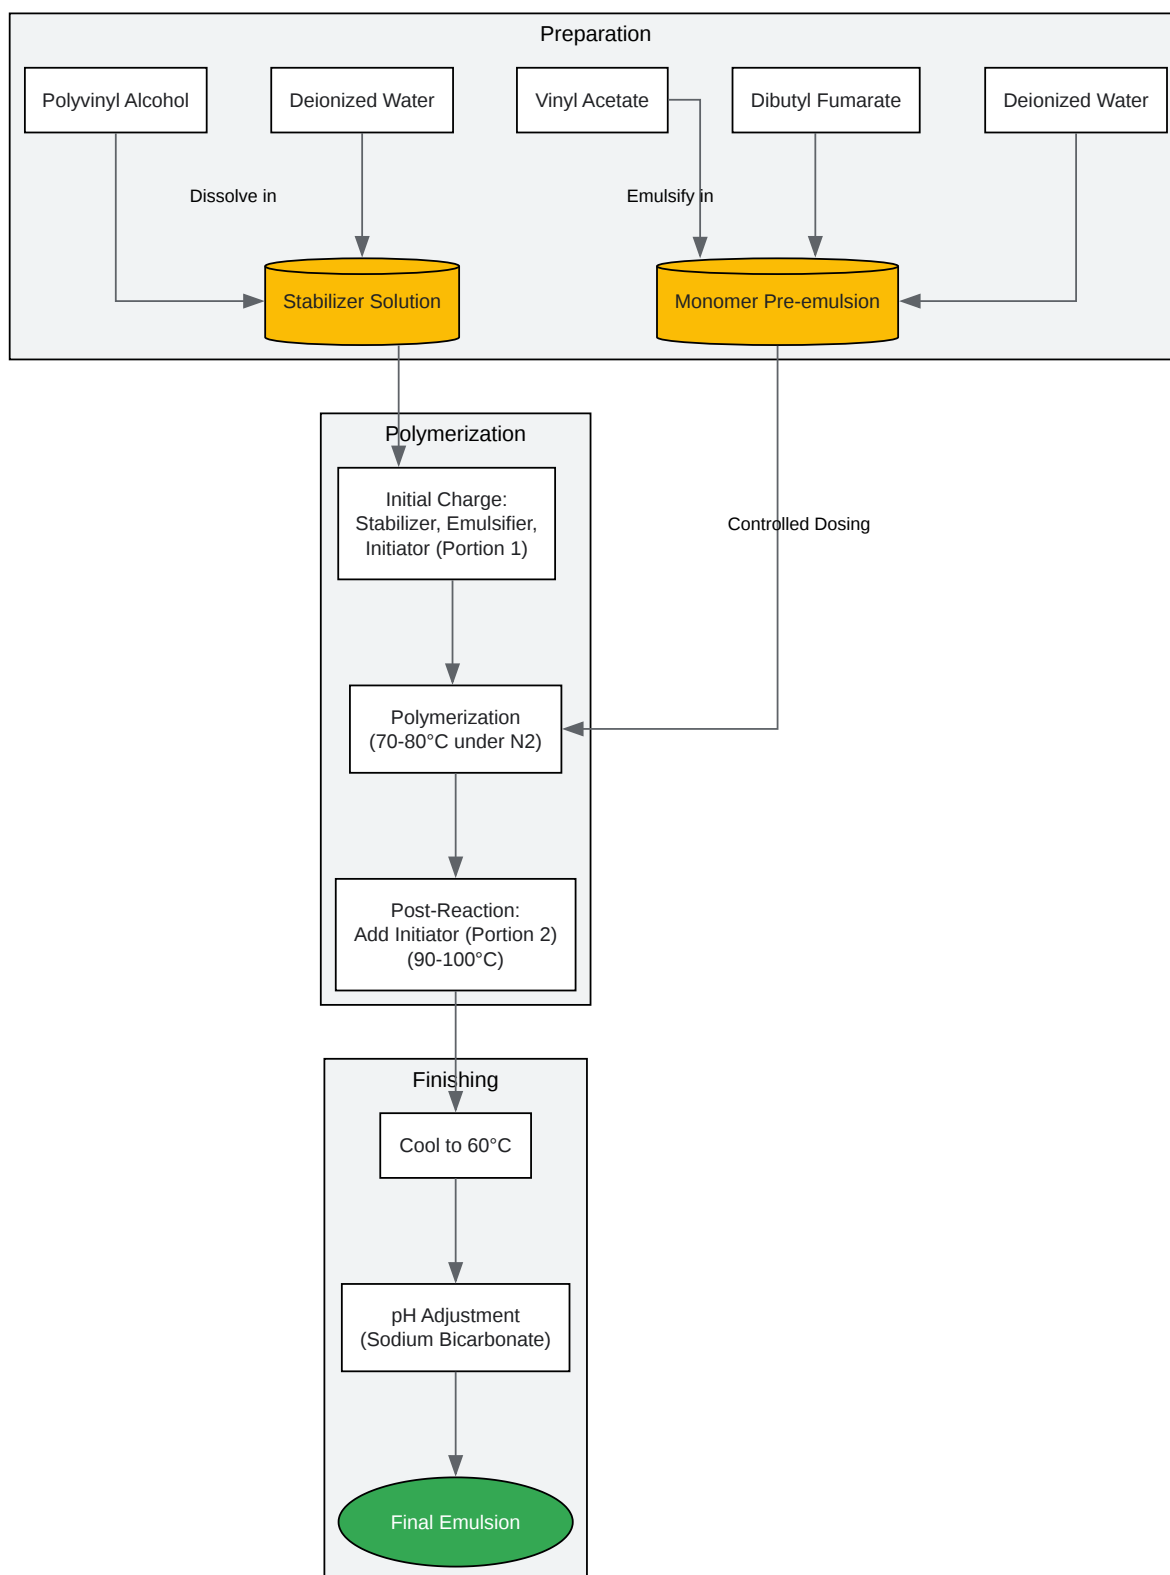 Preparation
Polyvinyl Alcohol
Deionized Water
Vinyl Acetate
Dibutyl Fumarate
Deionized Water
Dissolve in
Emulsify in
Stabilizer Solution
Monomer Pre-emulsion
Polymerization
Initial Charge:
Stabilizer, Emulsifier,
Initiator (Portion 1)
Controlled Dosing
Polymerization
(70-80°C under N2)
Post-Reaction:
Add Initiator (Portion 2)
(90-100°C)
Finishing
Cool to 60°C
pH Adjustment
(Sodium Bicarbonate)
Final Emulsion